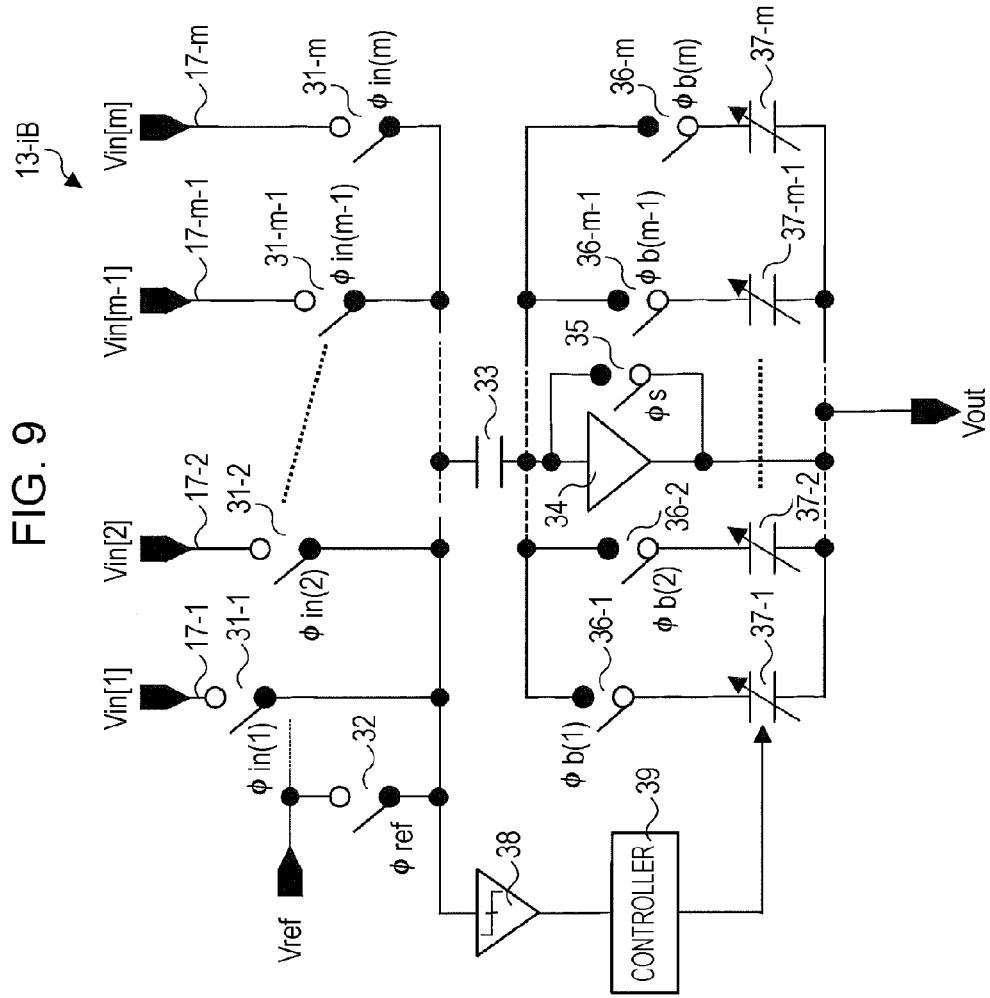 FIG. 9
13-iB
Vin[1]
Vin[2]
Vin[m-1]
Vin[m]
17-1
17-2
17-m-1
17-m
31-1
31-2
31-m-1
31-m
ϕ in(1)
ϕ in(2)
ϕ in(m-1)
ϕ in(m)
Vref
32
ϕ ref
33
34
35
ϕ s
36-1
36-2
36-m-1
36-m
ϕ b(1)
ϕ b(2)
ϕ b(m-1)
ϕ b(m)
37-1
37-2
37-m-1
37-m
38
39
CONTROLLER
Vout